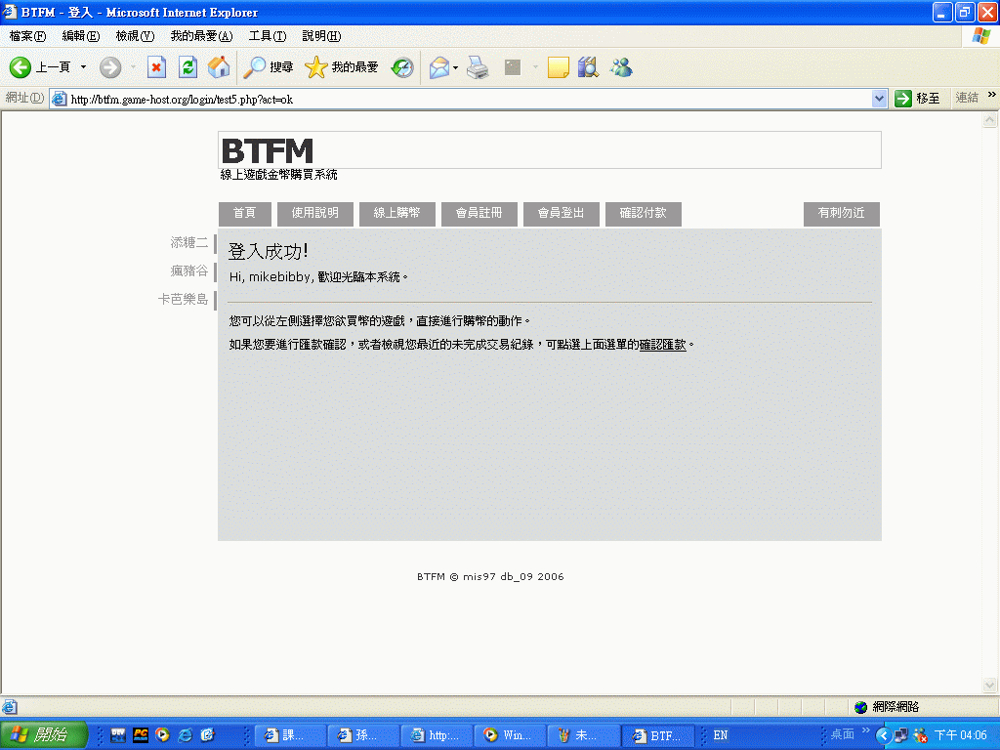 BTFM - 登入 - Microsoft Internet Explorer
檔案(F) 編輯(E) 檢視(V) 我的最愛(A) 工具(T) 說明(H)
上一頁 搜尋 我的最愛
網址(D) http://btfm.game-host.org/login/test5.php?act=ok 移至 連結 »
BTFM
線上遊戲金幣購買系統
首頁 使用說明 線上購幣 會員註冊 會員登出 確認付款 有刺勿近
添糖二
瘋豬谷
卡芭樂島
登入成功!
Hi, mikebibby, 歡迎光臨本系統。
您可以從左側選擇您欲買幣的遊戲，直接進行購幣的動作。
如果您要進行匯款確認，或者檢視您最近的未完成交易紀錄，可點選上面選單的確認匯款。
BTFM © mis97 db_09 2006
網際網路
開始 課... 孫... http:... Win... 未... BTF... EN 桌面 » 下午 04:06